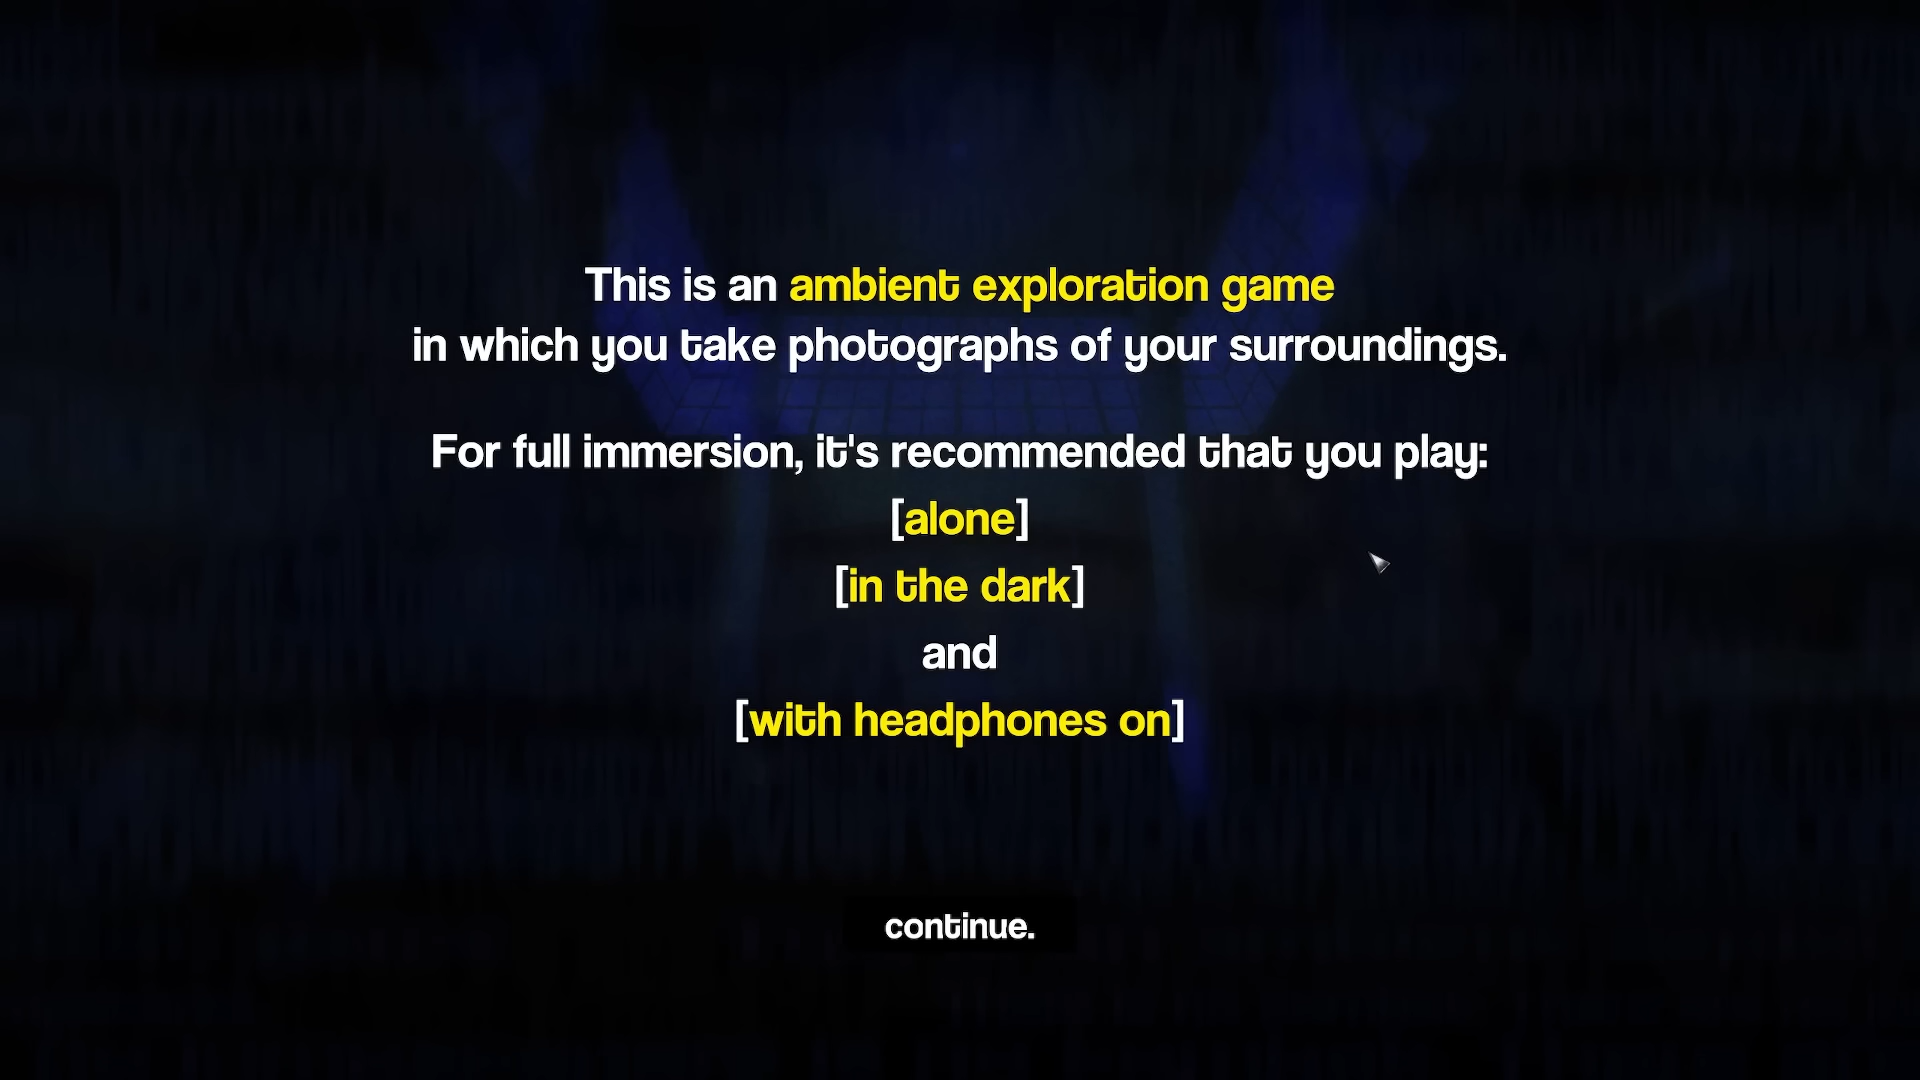 This is an ambient exploration game
in which you take photographs of your surroundings.
For full immersion, it's recommended that you play:
[alone]
[in the dark]
and
[with headphones on]
continue.